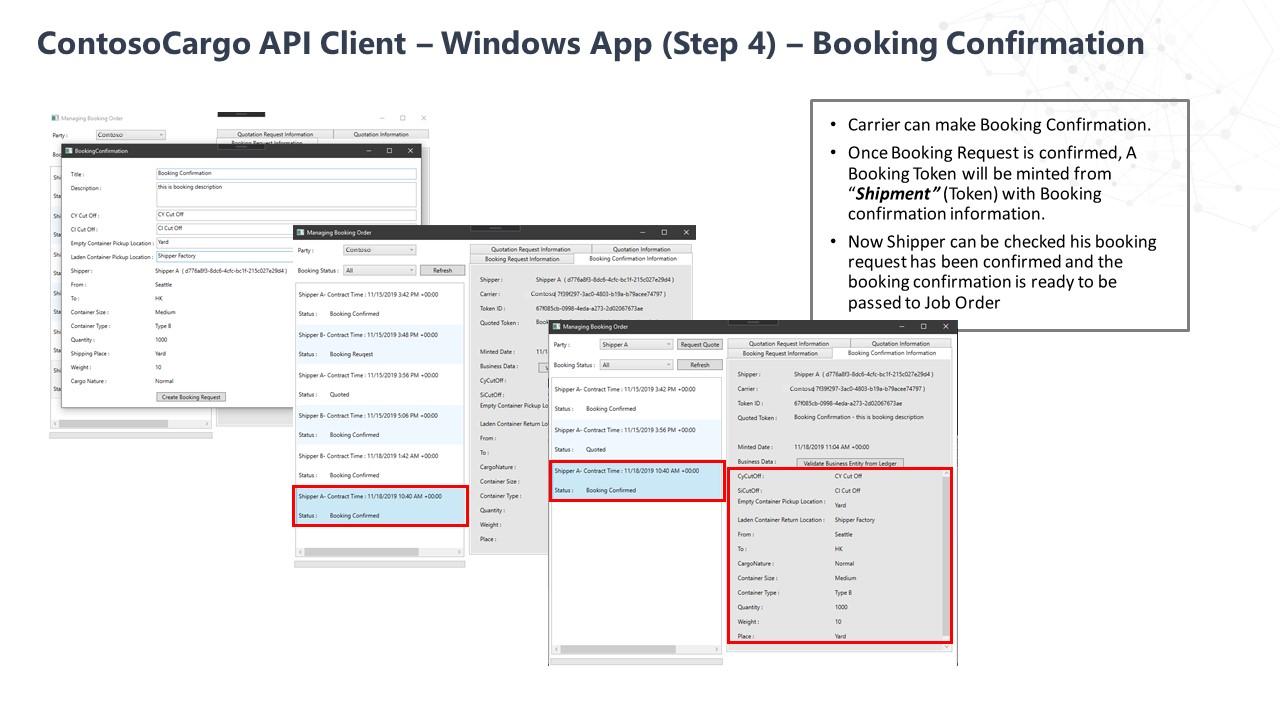 ContosoCargo API Client – Windows App (Step 4) – Booking Confirmation
• Carrier can make Booking Confirmation.
• Once Booking Request is confirmed, A
Booking Token will be minted from
“Shipment” (Token) with Booking
confirmation information.
• Now Shipper can be checked his booking
request has been confirmed and the
booking confirmation is ready to be
passed to Job Order
Managing Booking Order
Party : Contoso
Quotation Request Information Quotation Information
BookingConfirmation
Title : Booking Confirmation
Description : this is booking description
CY Cut Off : CY Cut Off
CI Cut Off : CI Cut Off
Empty Container Pickup Location : Yard
Laden Container Pickup Location : Shipper Factory
Shipper : Shipper A ( d776a8f3-8dc6-4cfc-bc1f-215c027e29d4 )
From : Seattle
To : HK
Container Size : Medium
Container Type : Type B
Quantity : 1000
Shipping Place : Yard
Weight : 10
Cargo Nature : Normal
Create Booking Request
Managing Booking Order
Party : Contoso
Booking Status : All Refresh
Shipper A- Contract Time : 11/15/2019 3:42 PM +00:00
Status : Booking Confirmed
Shipper B- Contract Time : 11/15/2019 3:48 PM +00:00
Status : Booking Reuqest
Shipper A- Contract Time : 11/15/2019 3:56 PM +00:00
Status : Quoted
Shipper B- Contract Time : 11/15/2019 5:06 PM +00:00
Status : Booking Confirmed
Shipper B- Contract Time : 11/18/2019 1:42 AM +00:00
Status : Booking Confirmed
Shipper A- Contract Time : 11/18/2019 10:40 AM +00:00
Status : Booking Confirmed
Quotation Request Information Quotation Information
Booking Request Information Booking Confirmation Information
Shipper : Shipper A ( d776a8f3-8dc6-4cfc-bc1f-215c027e29d4 )
Carrier : Contoso( 7f39f297-3ac0-4803-b19a-b79acee74797 )
Token ID : 67f085cb-0998-4eda-a273-2d02067673ae
Quoted Token : Book
Minted Date : 11/1
Business Data :
CyCutOff :
SiCutOff :
Empty Container Pickup Lo
Laden Container Return Lo
From :
To :
CargoNature :
Container Size :
Container Type :
Quantity :
Weight :
Place :
Managing Booking Order
Party : Shipper A Request Quote
Booking Status : All Refresh
Shipper A- Contract Time : 11/15/2019 3:42 PM +00:00
Status : Booking Confirmed
Shipper A- Contract Time : 11/15/2019 3:56 PM +00:00
Status : Quoted
Shipper A- Contract Time : 11/18/2019 10:40 AM +00:00
Status : Booking Confirmed
Quotation Request Information Quotation Information
Booking Request Information Booking Confirmation Information
Shipper : Shipper A ( d776a8f3-8dc6-4cfc-bc1f-215c027e29d4 )
Carrier : Contoso( 7f39f297-3ac0-4803-b19a-b79acee74797 )
Token ID : 67f085cb-0998-4eda-a273-2d02067673ae
Quoted Token : Booking Confirmation - this is booking description
Minted Date : 11/18/2019 11:04 AM +00:00
Business Data : Validate Business Entity from Ledger
CyCutOff : CY Cut Off
SiCutOff : CI Cut Off
Empty Container Pickup Location : Yard
Laden Container Return Location : Shipper Factory
From : Seattle
To : HK
CargoNature : Normal
Container Size : Medium
Container Type : Type B
Quantity : 1000
Weight : 10
Place : Yard